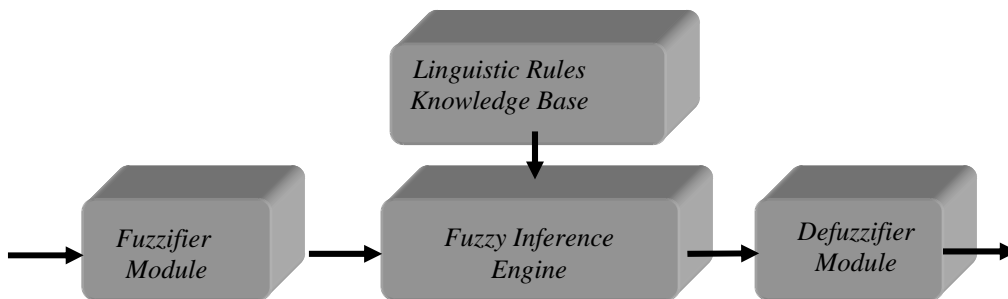 Linguistic Rules
Knowledge Base
Fuzzifier
Module
Fuzzy Inference
Engine
Defuzzifier
Module